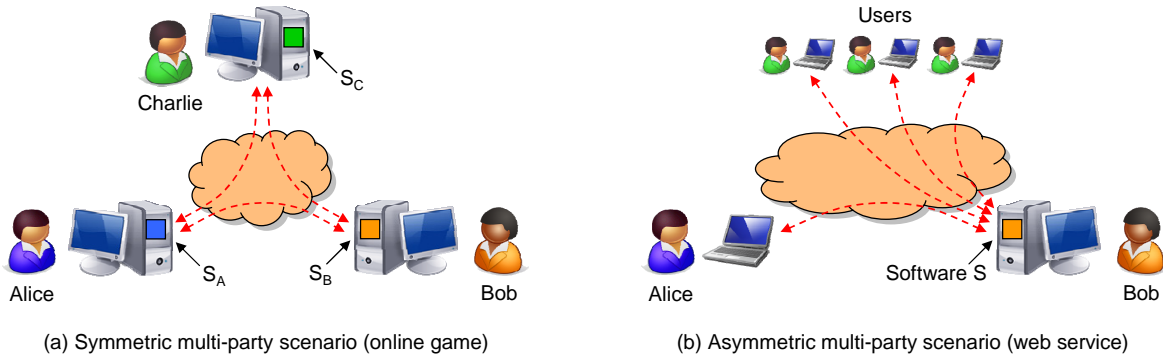 Charlie
S_C
Alice
S_A
S_B
Bob
(a) Symmetric multi-party scenario (online game)
Users
Alice
Software S
Bob
(b) Asymmetric multi-party scenario (web service)